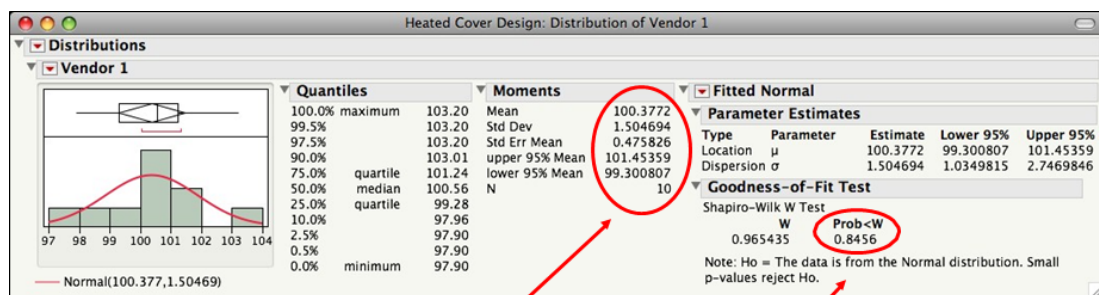 Heated Cover Design: Distribution of Vendor 1
Distributions
Vendor 1
97 98 99 100 101 102 103 104
Normal(100.377,1.50469)
Quantiles
100.0% maximum 103.20
99.5% 103.20
97.5% 103.20
90.0% 103.01
75.0% quartile 101.24
50.0% median 100.56
25.0% quartile 99.28
10.0% 97.96
2.5% 97.90
0.5% 97.90
0.0% minimum 97.90
Moments
Mean 100.3772
Std Dev 1.504694
Std Err Mean 0.475826
upper 95% Mean 101.45359
lower 95% Mean 99.300807
N 10
Fitted Normal
Parameter Estimates
Type Parameter Estimate Lower 95% Upper 95%
Location μ 100.3772 99.300807 101.45359
Dispersion σ 1.504694 1.0349815 2.7469846
Goodness-of-Fit Test
Shapiro-Wilk W Test
W Prob<W
0.965435 0.8456
Note: Ho = The data is from the Normal distribution. Small
p-values reject Ho.